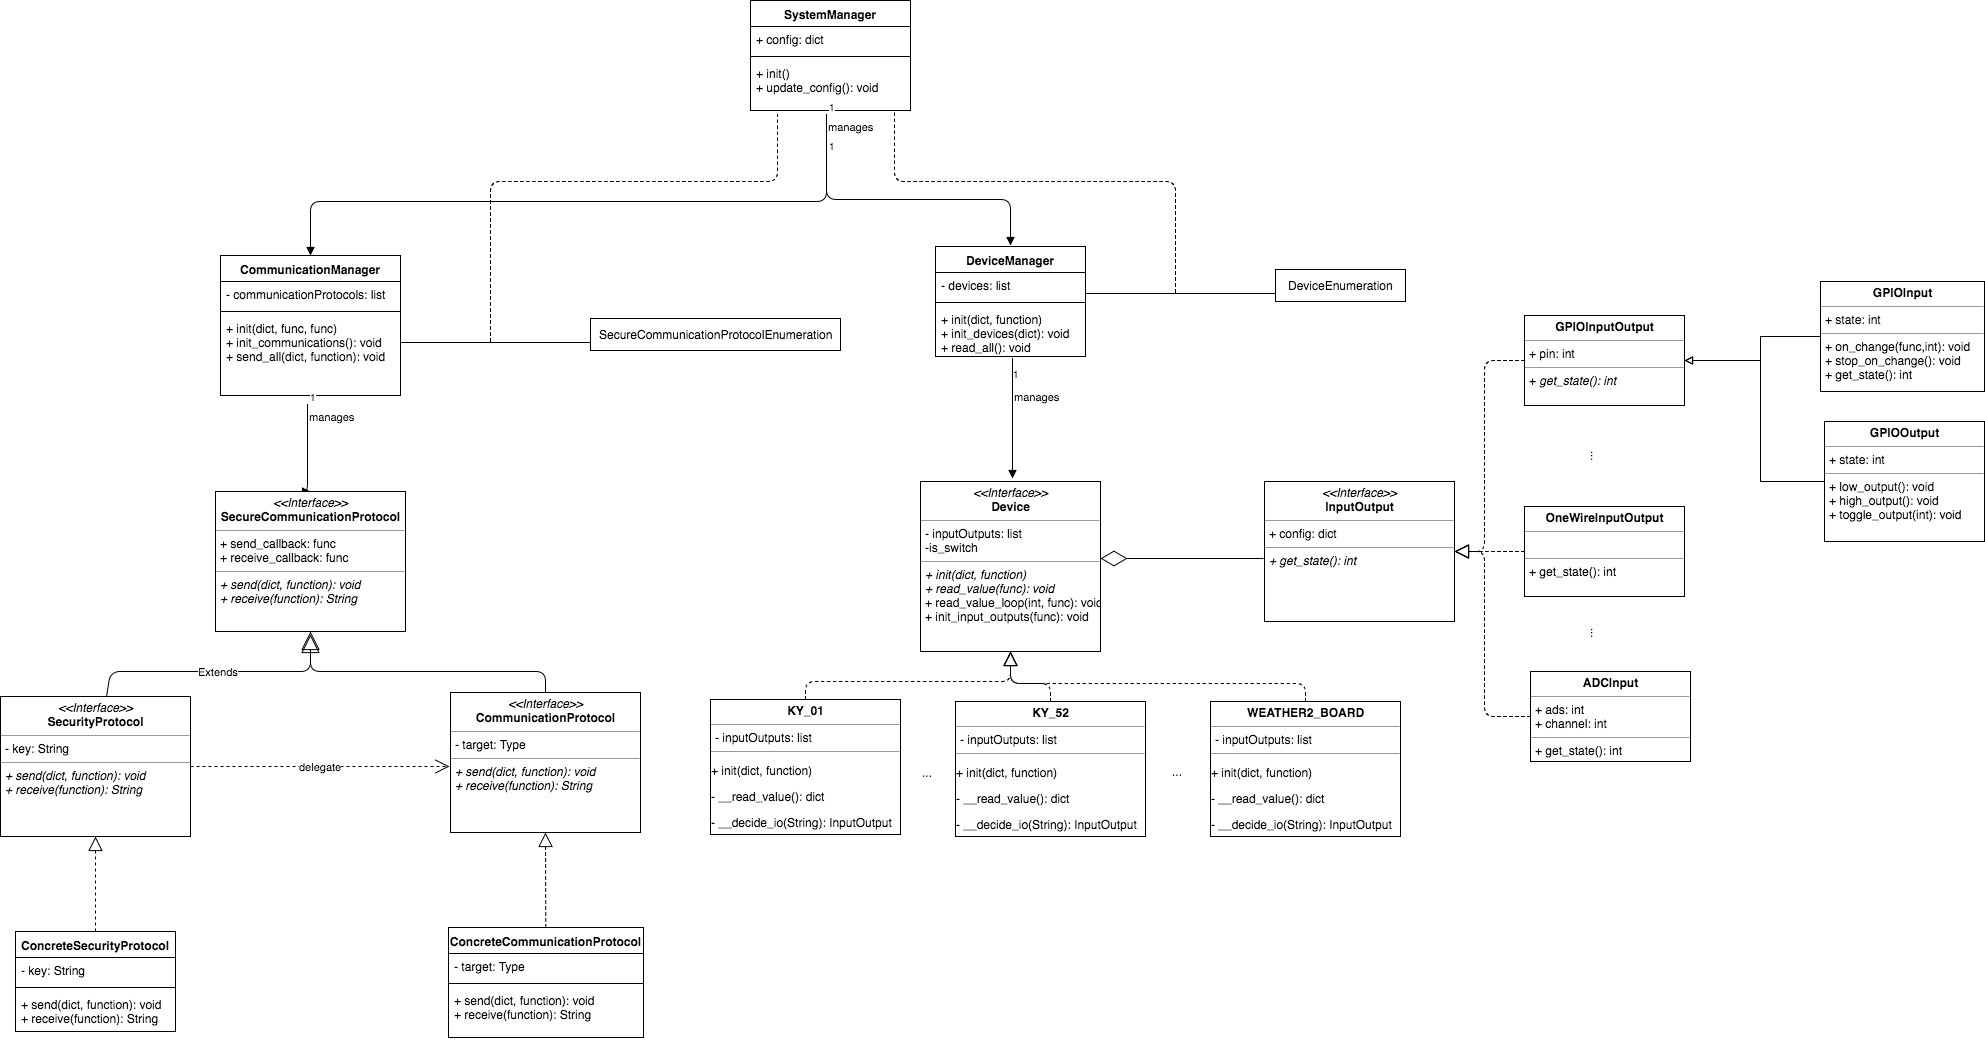 SystemManager
+ config: dict
+ init()
+ update_config(): void
1
manages
1
CommunicationManager
- communicationProtocols: list
+ init(dict, func, func)
+ init_communications(): void
+ send_all(dict, function): void
1
manages
SecureCommunicationProtocolEnumeration
DeviceManager
- devices: list
+ init(dict, function)
+ init_devices(dict): void
+ read_all(): void
1
manages
DeviceEnumeration
<<Interface>>
SecureCommunicationProtocol
+ send_callback: func
+ receive_callback: func
+ send(dict, function): void
+ receive(function): String
Extends
<<Interface>>
SecurityProtocol
- key: String
+ send(dict, function): void
+ receive(function): String
delegate
<<Interface>>
CommunicationProtocol
- target: Type
+ send(dict, function): void
+ receive(function): String
ConcreteSecurityProtocol
- key: String
+ send(dict, function): void
+ receive(function): String
ConcreteCommunicationProtocol
- target: Type
+ send(dict, function): void
+ receive(function): String
<<Interface>>
Device
- inputOutputs: list
-is_switch
+ init(dict, function)
+ read_value(func): void
+ read_value_loop(int, func): void
+ init_input_outputs(func): void
<<Interface>>
InputOutput
+ config: dict
+ get_state(): int
KY_01
- inputOutputs: list
+ init(dict, function)
- __read_value(): dict
- __decide_io(String): InputOutput
...
KY_52
- inputOutputs: list
+ init(dict, function)
- __read_value(): dict
- __decide_io(String): InputOutput
...
WEATHER2_BOARD
- inputOutputs: list
+ init(dict, function)
- __read_value(): dict
- __decide_io(String): InputOutput
GPIOInputOutput
+ pin: int
+ get_state(): int
...
OneWireInputOutput
+ get_state(): int
...
ADCInput
+ ads: int
+ channel: int
+ get_state(): int
GPIOInput
+ state: int
+ on_change(func,int): void
+ stop_on_change(): void
+ get_state(): int
GPIOOutput
+ state: int
+ low_output(): void
+ high_output(): void
+ toggle_output(int): void